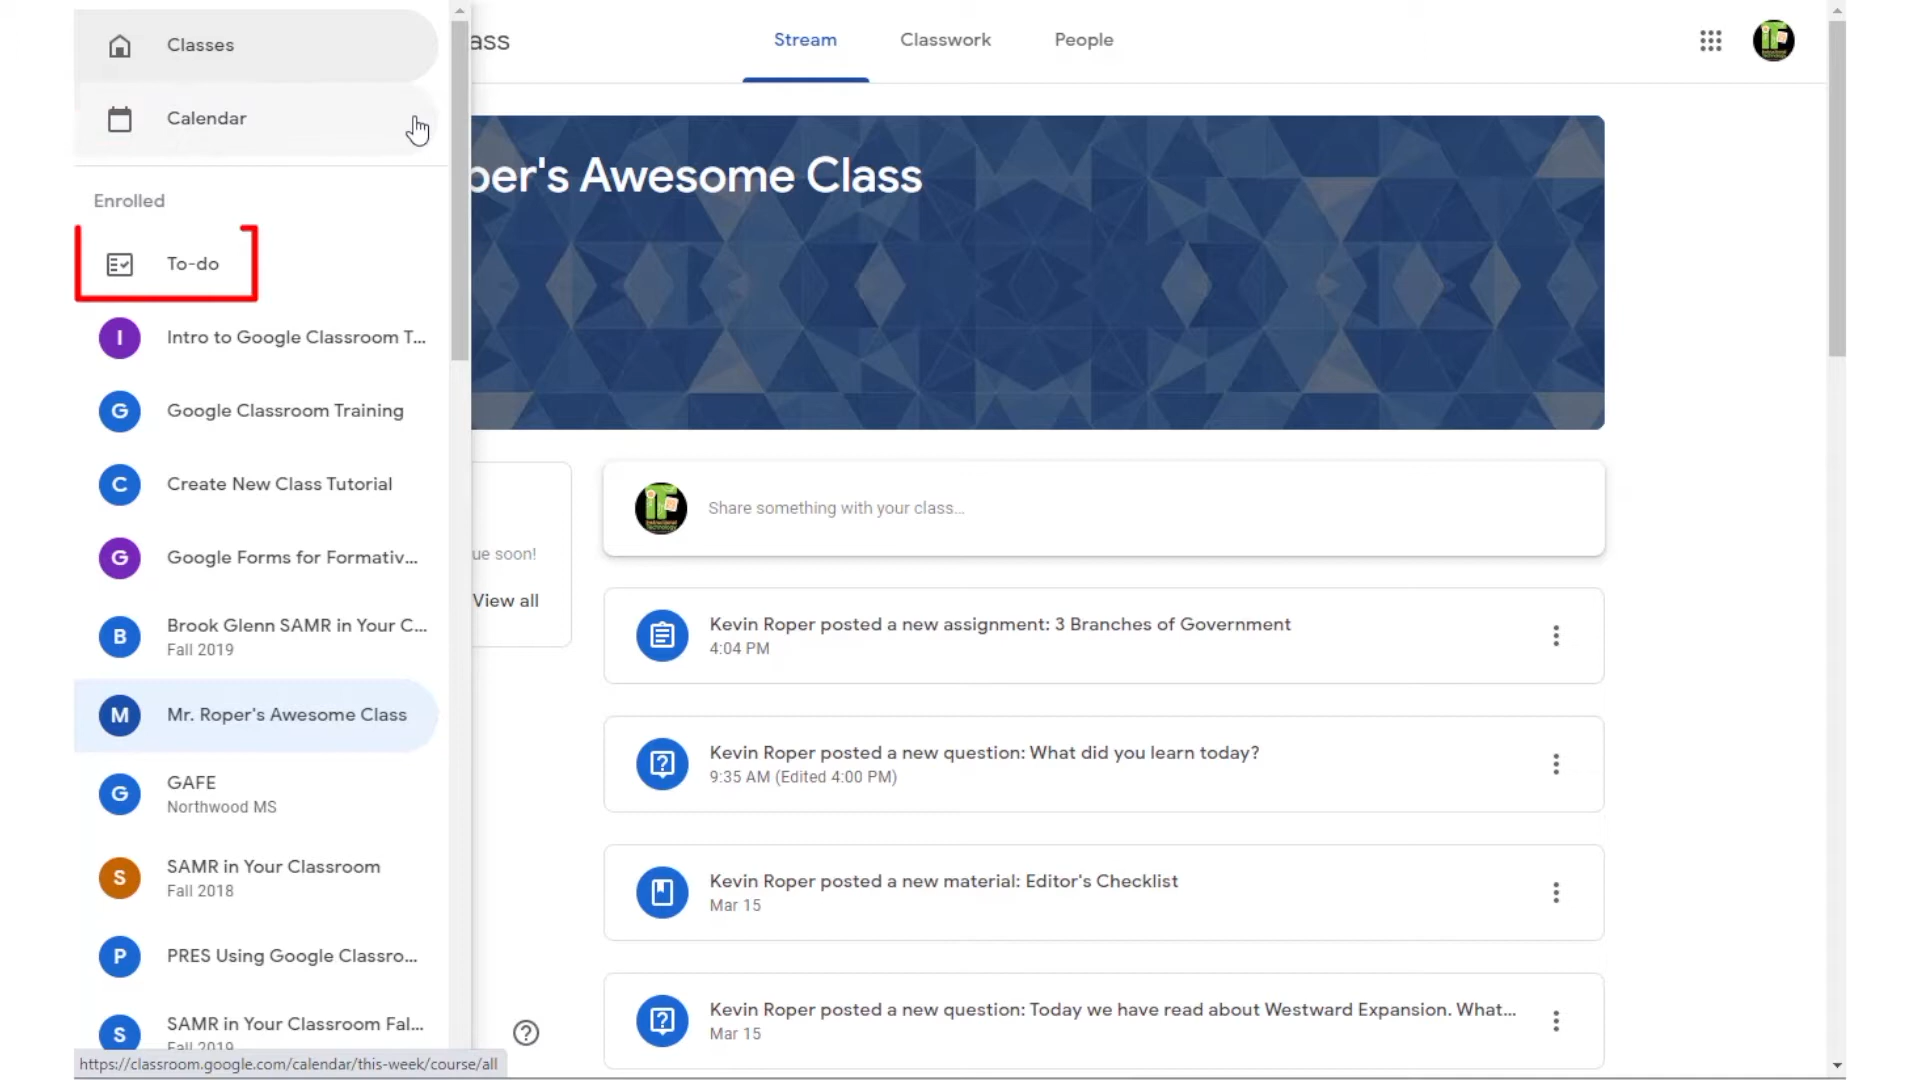 Classes
Calendar
Enrolled
To-do
I
Intro to Google Classroom T...
G
Google Classroom Training
C
Create New Class Tutorial
G
Google Forms for Formativ...
B
Brook Glenn SAMR in Your C...
Fall 2019
M
Mr. Roper's Awesome Class
G
GAFE
Northwood MS
S
SAMR in Your Classroom
Fall 2018
P
PRES Using Google Classro...
S
SAMR in Your Classroom Fal...
Fall 2019
https://classroom.google.com/calendar/this-week/course/all
ass
Stream
Classwork
People
per's Awesome Class
ue soon!
View all
Share something with your class...
Kevin Roper posted a new assignment: 3 Branches of Government
4:04 PM
Kevin Roper posted a new question: What did you learn today?
9:35 AM (Edited 4:00 PM)
Kevin Roper posted a new material: Editor's Checklist
Mar 15
Kevin Roper posted a new question: Today we have read about Westward Expansion. What...
Mar 15